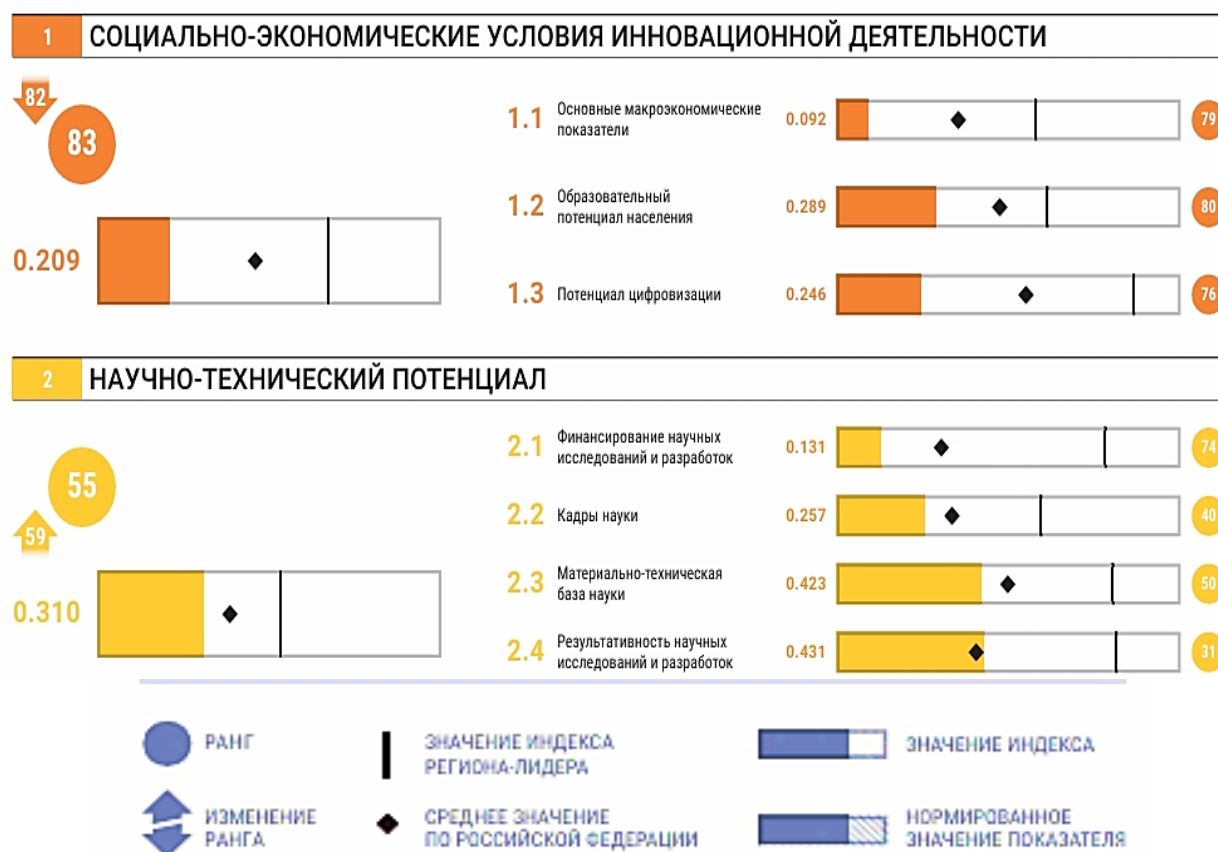 1 СОЦИАЛЬНО-ЭКОНОМИЧЕСКИЕ УСЛОВИЯ ИННОВАЦИОННОЙ ДЕЯТЕЛЬНОСТИ
82
83
0.209
1.1 Основные макроэкономические
показатели
0.092
79
1.2 Образовательный
потенциал населения
0.289
80
1.3 Потенциал цифровизации
0.246
76
2 НАУЧНО-ТЕХНИЧЕСКИЙ ПОТЕНЦИАЛ
55
59
0.310
2.1 Финансирование научных
исследований и разработок
0.131
74
2.2 Кадры науки
0.257
40
2.3 Материально-техническая
база науки
0.423
50
2.4 Результативность научных
исследований и разработок
0.431
31
РАНГ
ИЗМЕНЕНИЕ
РАНГА
ЗНАЧЕНИЕ ИНДЕКСА
РЕГИОНА-ЛИДЕРА
СРЕДНЕЕ ЗНАЧЕНИЕ
ПО РОССИЙСКОЙ ФЕДЕРАЦИИ
ЗНАЧЕНИЕ ИНДЕКСА
НОРМИРОВАННОЕ
ЗНАЧЕНИЕ ПОКАЗАТЕЛЯ